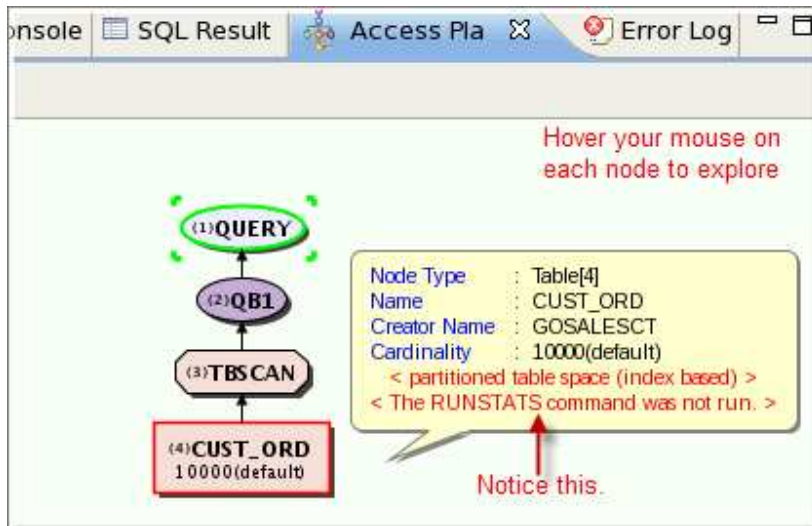 onsole SQL Result Access Pla Error Log
Hover your mouse on
each node to explore
(1)QUERY
(2)QB1
(3)TBSCAN
(4)CUST_ORD
10000(default)
Node Type : Table[4]
Name : CUST_ORD
Creator Name : GOSALESCT
Cardinality : 10000(default)
< partitioned table space (index based) >
< The RUNSTATS command was not run. >
Notice this.